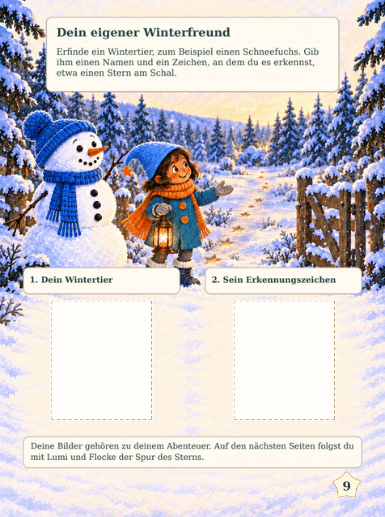 Dein eigener Winterfreund
Erfinde ein Wintertier, zum Beispiel einen Schneefuchs. Gib
ihm einen Namen und ein Zeichen, an dem du es erkennst,
etwa einen Stern am Schal.
1. Dein Wintertier
2. Sein Erkennungszeichen
Deine Bilder gehören zu deinem Abenteuer. Auf den nächsten Seiten folgst du
mit Lumi und Flocke der Spur des Sterns.
9